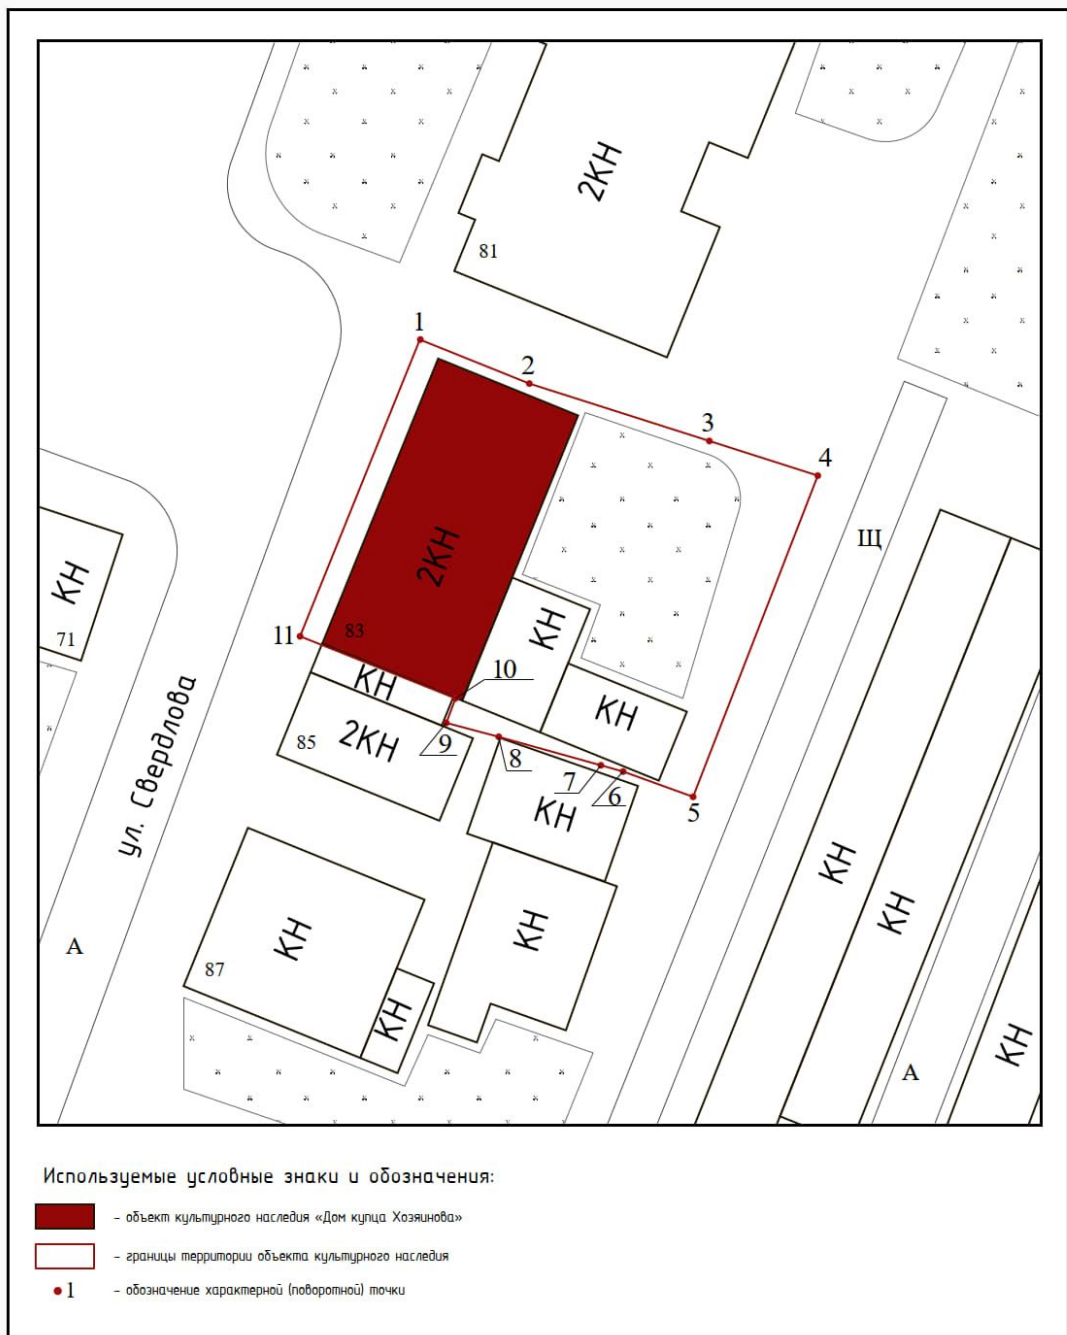 2КН
81
1
2
3
4
Щ
2КН
КН
71
83
КН
11
10
КН
КН
85
2КН
9
8
7
6
5
ул. Свердлова
КН
КН
КН
КН
КН
87
А
КН
КН
А
Используемые условные знаки и обозначения:
- объект культурного наследия «Дом купца Хозяинова»
- границы территории объекта культурного наследия
1 - обозначение характерной (поворотной) точки